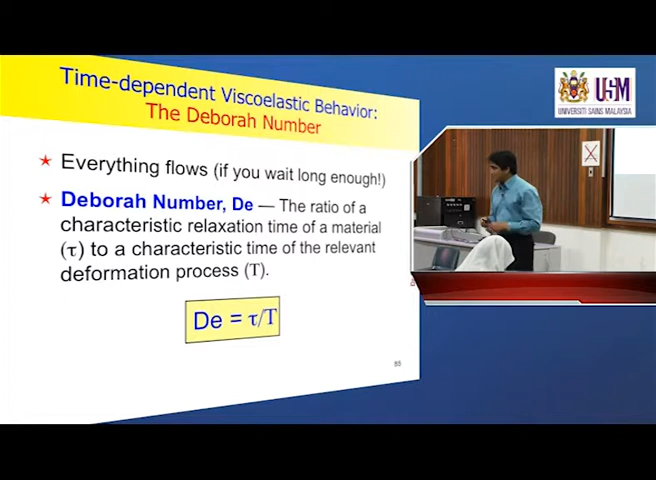 Time-dependent Viscoelastic Behavior:
The Deborah Number
★ Everything flows (if you wait long enough!)
★ Deborah Number, De — The ratio of a
characteristic relaxation time of a material
(τ) to a characteristic time of the relevant
deformation process (T).
De = τ/T
USM
UNIVERSITI SAINS MALAYSIA